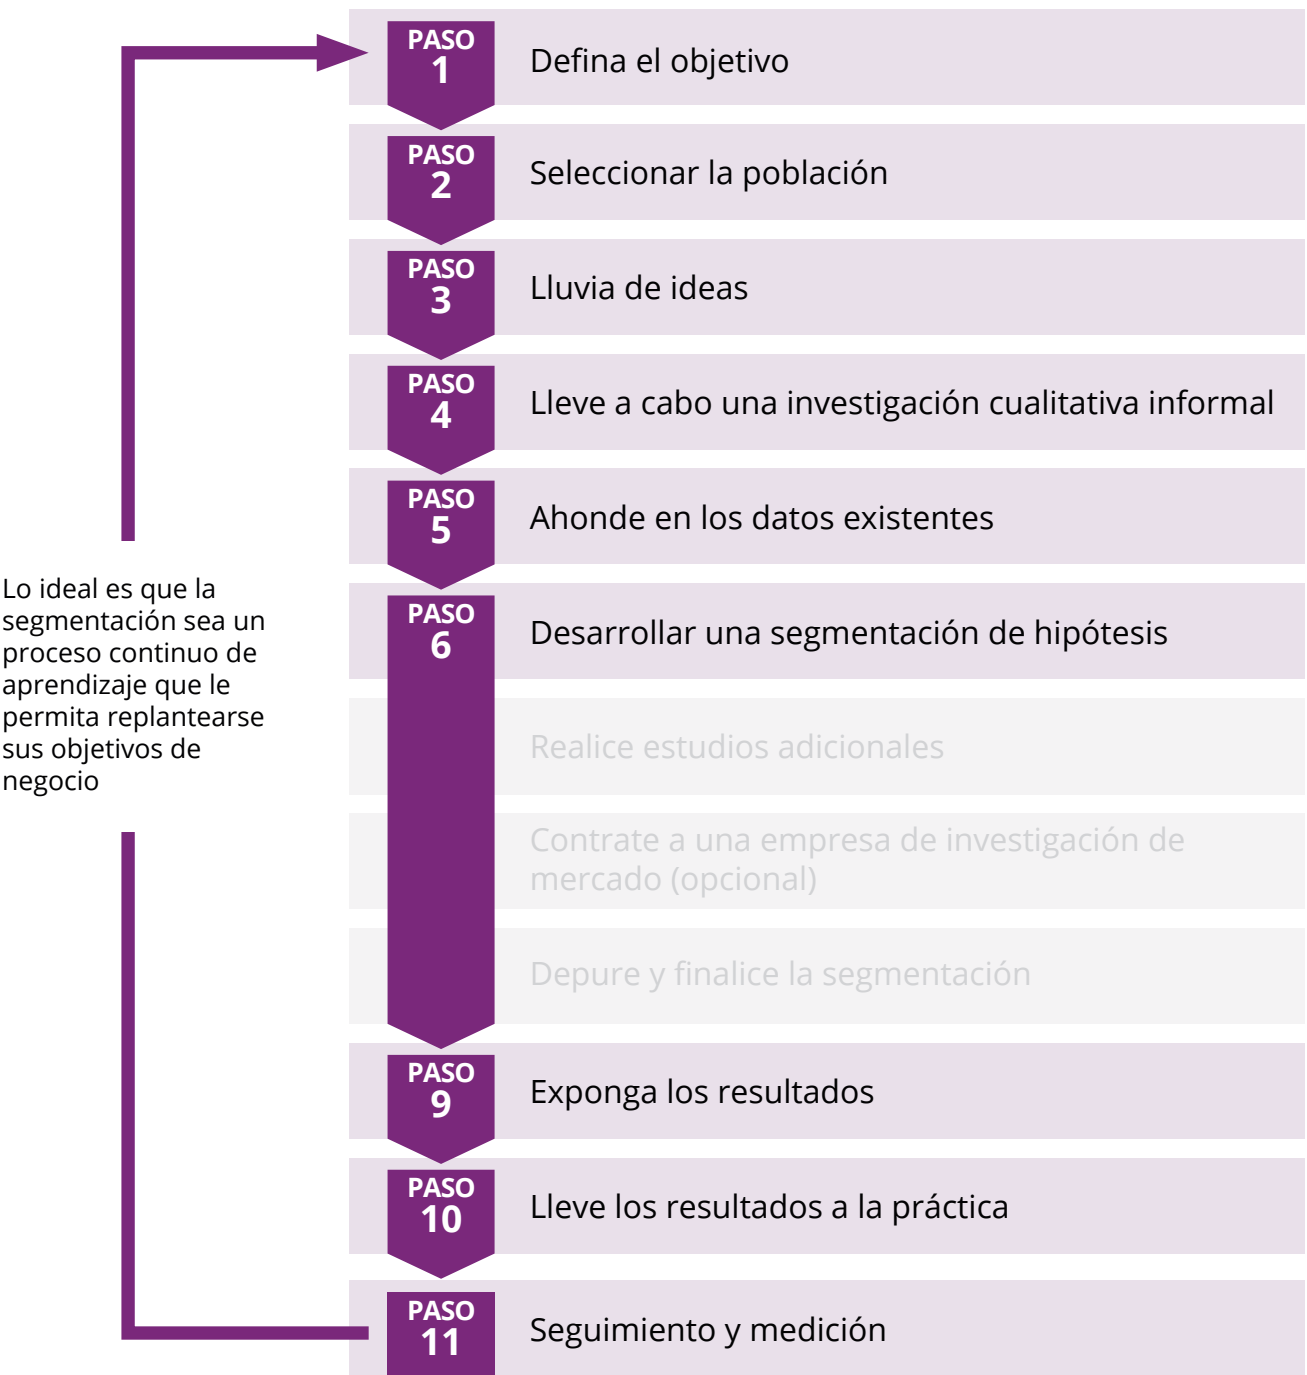 PASO
1
Defina el objetivo
PASO
2
Seleccionar la población
PASO
3
Lluvia de ideas
PASO
4
Lleve a cabo una investigación cualitativa informal
PASO
5
Ahonde en los datos existentes
Lo ideal es que la
segmentación sea un
proceso continuo de
aprendizaje que le
permita replantearse
sus objetivos de
negocio
PASO
6
Desarrollar una segmentación de hipótesis
Realice estudios adicionales
Contrate a una empresa de investigación de
mercado (opcional)
Depure y finalice la segmentación
PASO
9
Exponga los resultados
PASO
10
Lleve los resultados a la práctica
PASO
11
Seguimiento y medición